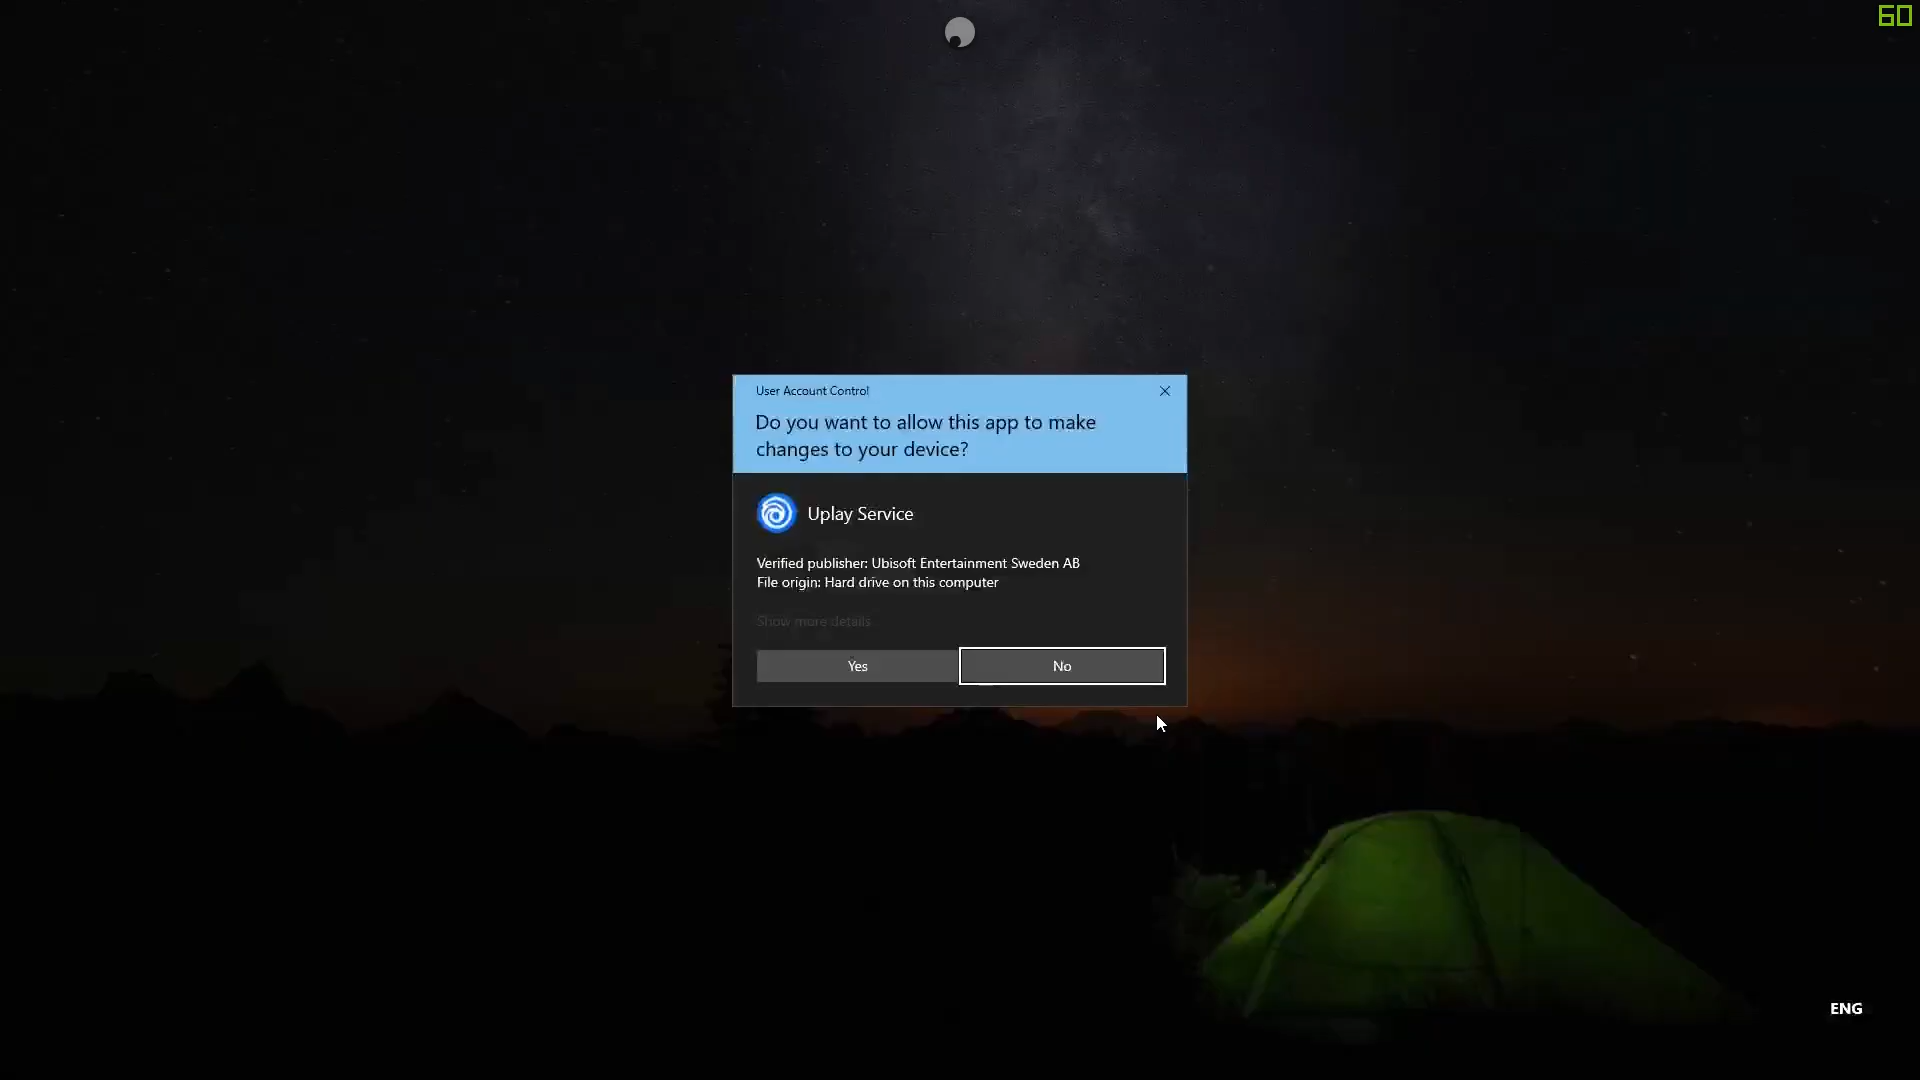 60
User Account Control
Do you want to allow this app to make
changes to your device?
Uplay Service
Verified publisher: Ubisoft Entertainment Sweden AB
File origin: Hard drive on this computer
Show more details
Yes
No
ENG